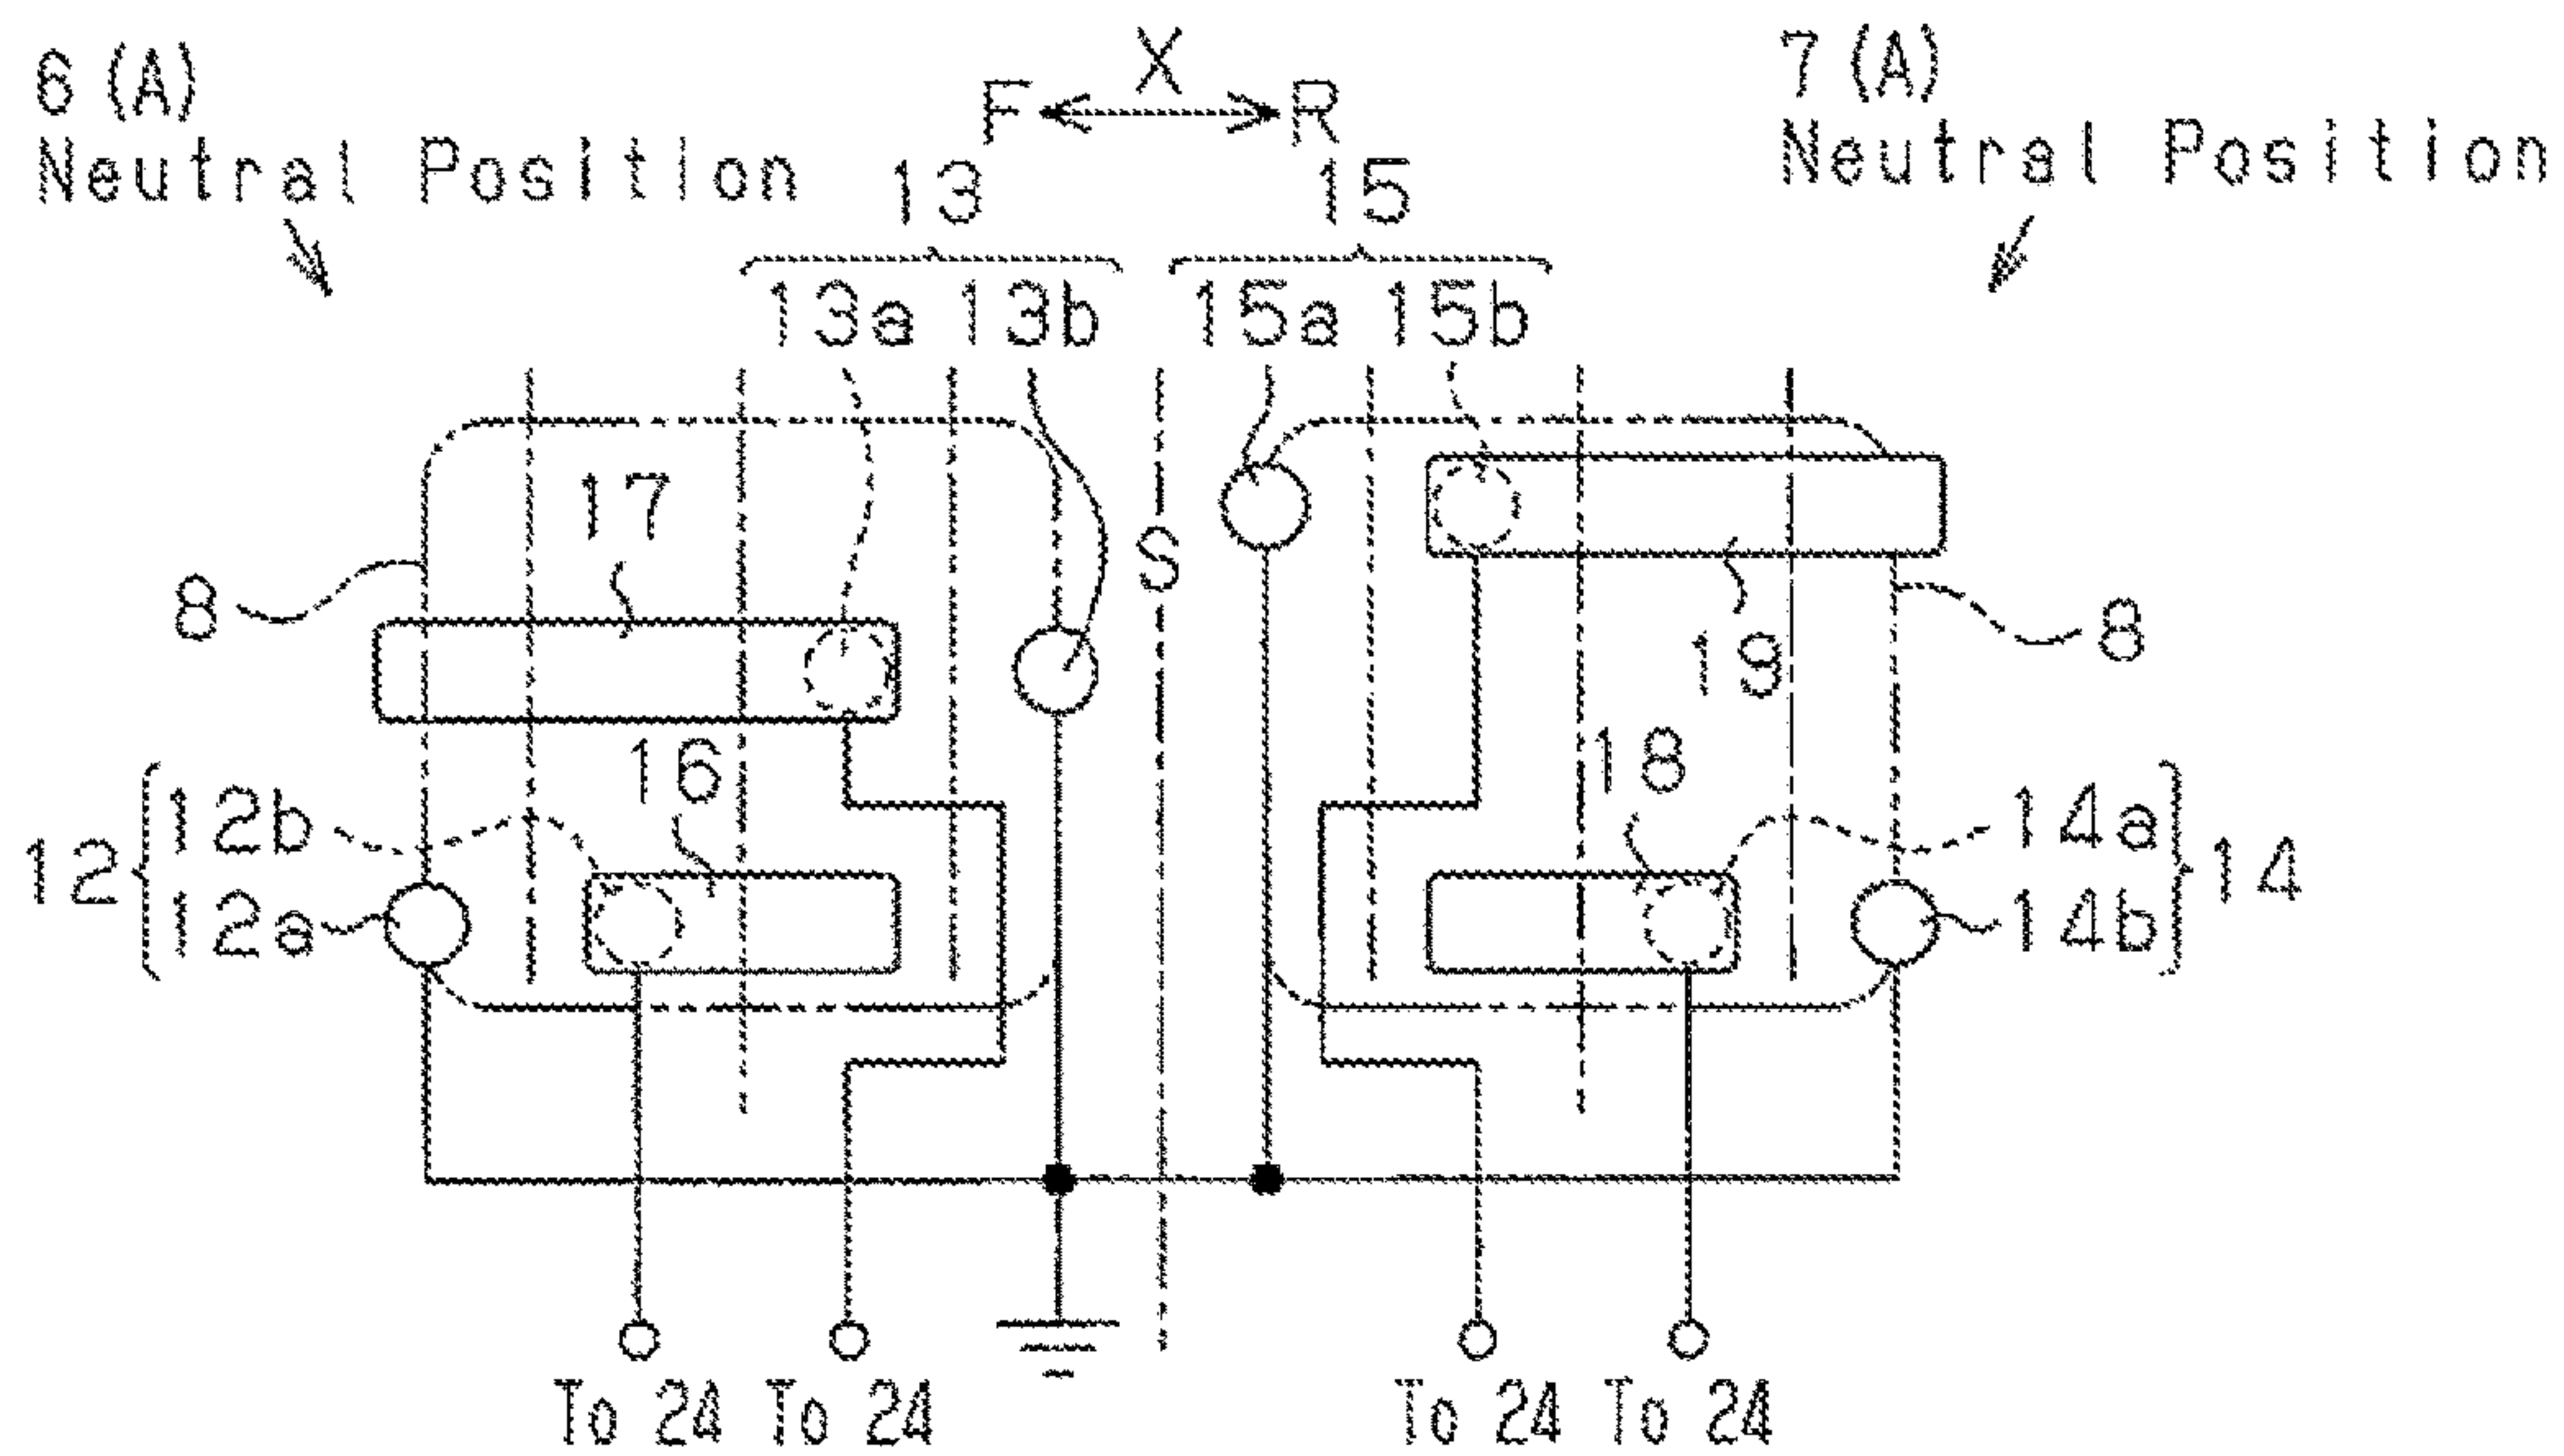 6 (A)
Neutral Position
X
F R
7 (A)
Neutral Position
13
15
13a 13b
15a 15b
17
S
8
19
8
16
18
12
12b
12a
14a
14b
14
To 24 To 24
To 24 To 24